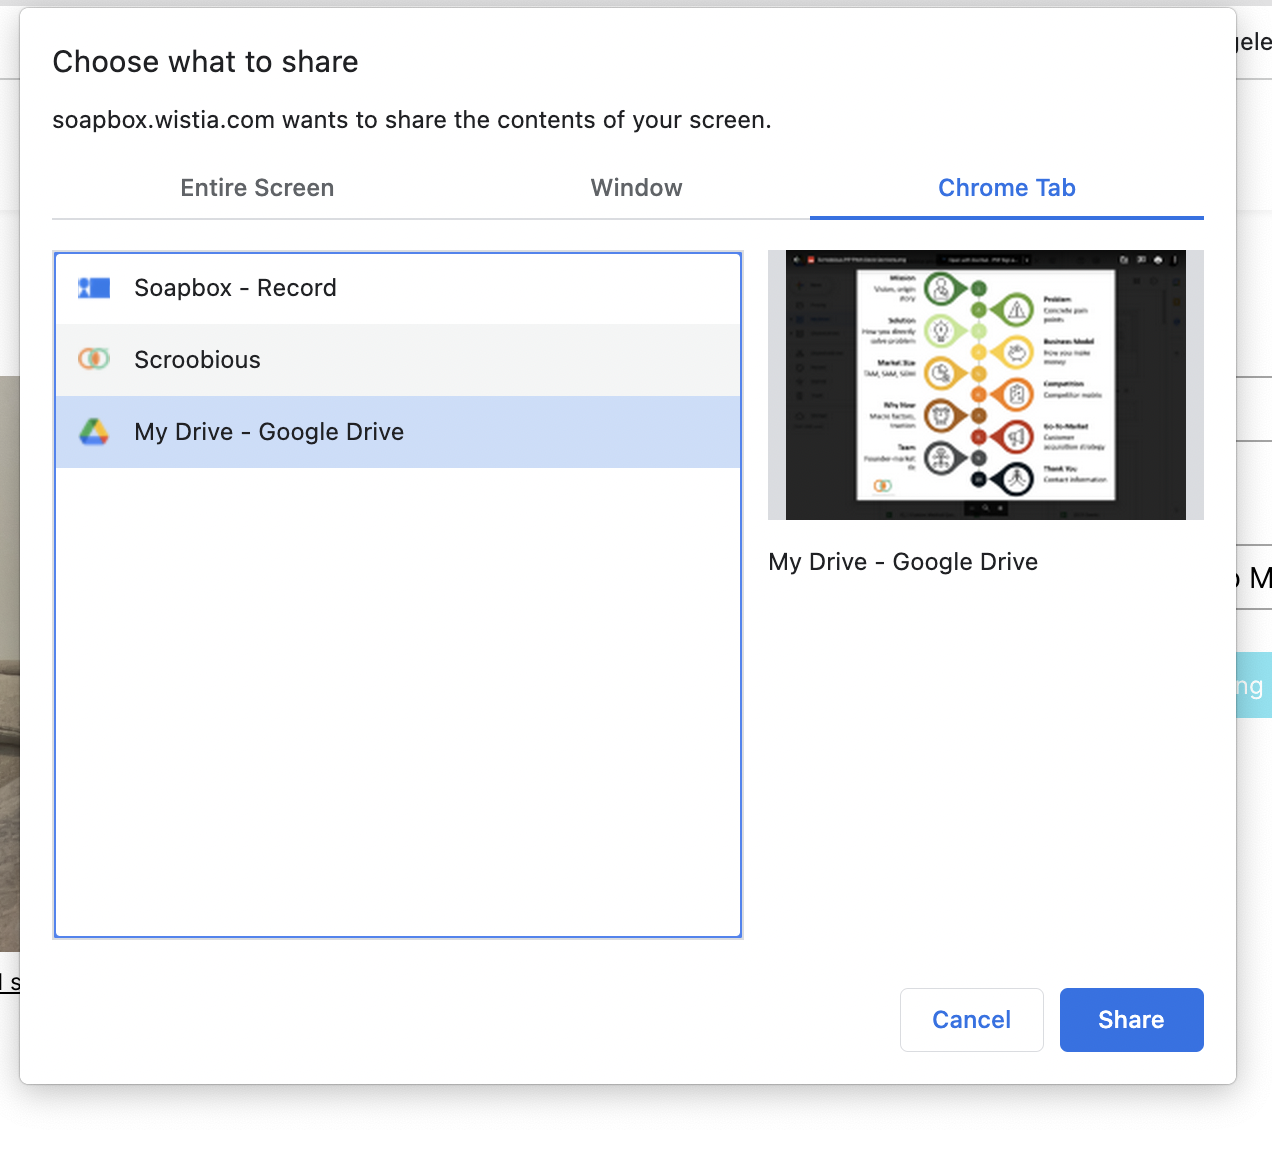 Choose what to share
soapbox.wistia.com wants to share the contents of your screen.
Entire Screen
Window
Chrome Tab
Soapbox - Record
Scroobious
My Drive - Google Drive
Mission
Vision, origin
story
Problem
Concrete pain
points
Solution
How you directly
solve problem
Business Model
How you make
money
Market Size
TAM, SAM, SOM
Competition
Competitor matrix
Why Now
Macro factors,
traction
Go-To-Market
Customer
acquisition strategy
Team
Founder-market
fit
Thank You
Contact information
My Drive - Google Drive
Cancel
Share
gele
o M
ng